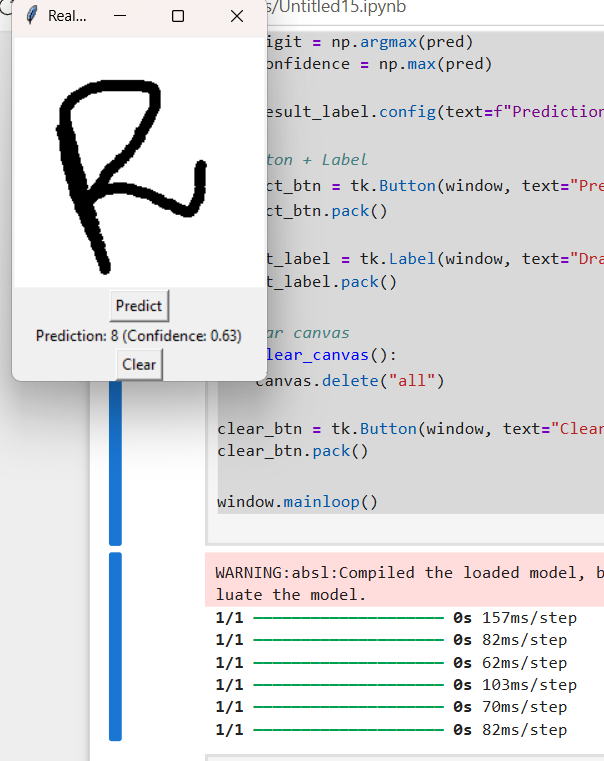 Real...
s/Untitled15.ipynb
R
Predict
Prediction: 8 (Confidence: 0.63)
Clear
igit = np.argmax(pred)
onfidence = np.max(pred)
esult_label.config(text=f"Prediction
ton + Label
ct_btn = tk.Button(window, text="Pre
ct_btn.pack()
t_label = tk.Label(window, text="Dra
t_label.pack()
ar canvas
lear_canvas():
canvas.delete("all")
clear_btn = tk.Button(window, text="Clear
clear_btn.pack()
window.mainloop()
WARNING:absl:Compiled the loaded model, b
luate the model.
1/1 ━━━━━━━━━━━━━━━━━━━━ 0s 157ms/step
1/1 ━━━━━━━━━━━━━━━━━━━━ 0s 82ms/step
1/1 ━━━━━━━━━━━━━━━━━━━━ 0s 62ms/step
1/1 ━━━━━━━━━━━━━━━━━━━━ 0s 103ms/step
1/1 ━━━━━━━━━━━━━━━━━━━━ 0s 70ms/step
1/1 ━━━━━━━━━━━━━━━━━━━━ 0s 82ms/step